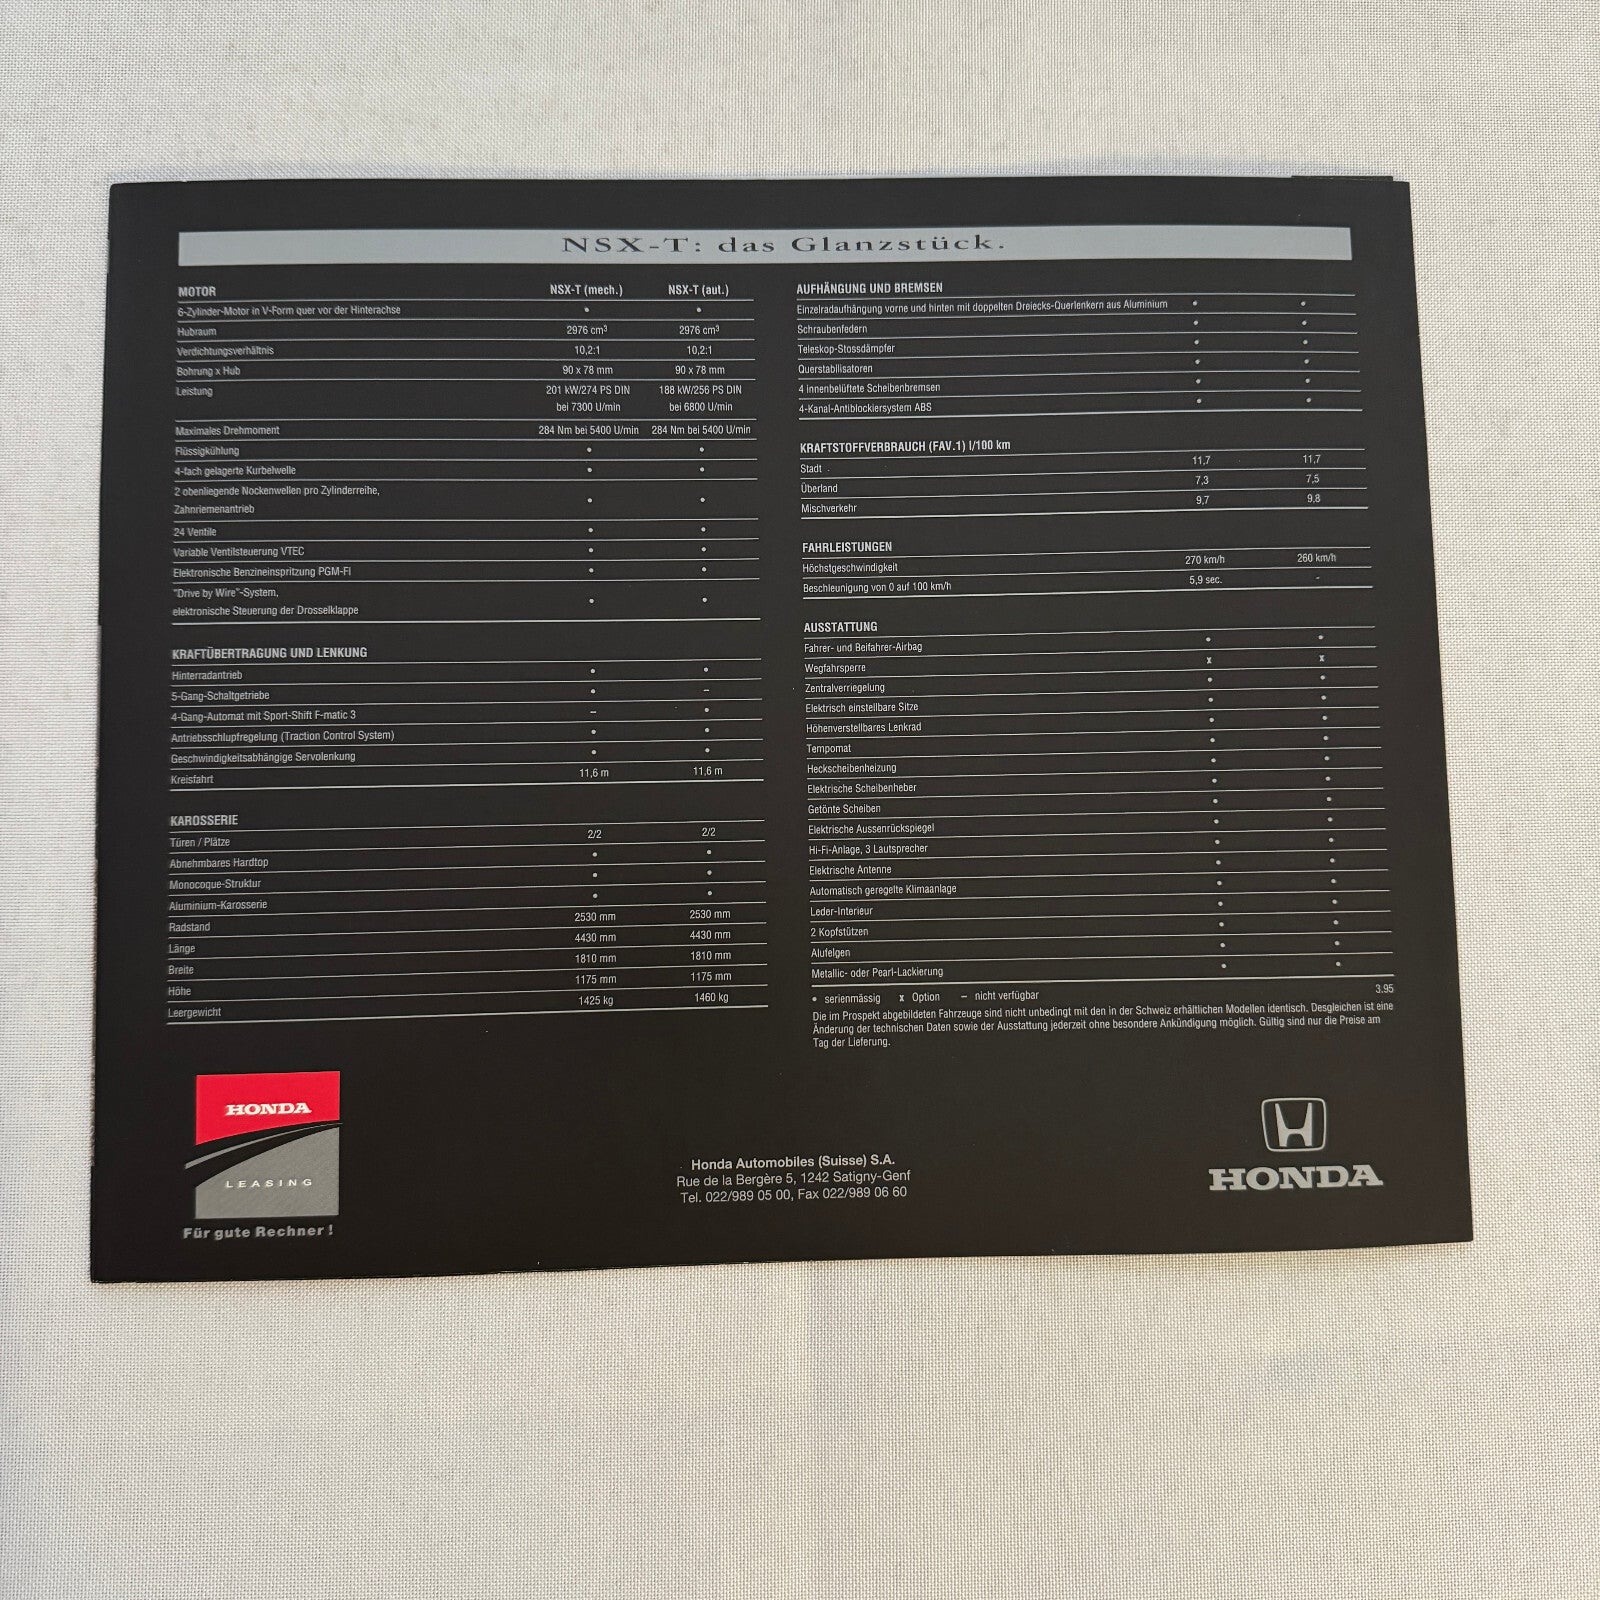 NSX-T: das Glanzstück.
MOTOR NSX-T (mech.) NSX-T (aut.)
6-Zylinder-Motor in V-Form quer vor der Hinterachse • •
Hubraum 2976 cm³ 2976 cm³
Verdichtungsverhältnis 10,2:1 10,2:1
Bohrung x Hub 90 x 78 mm 90 x 78 mm
Leistung 201 kW/274 PS DIN 188 kW/256 PS DIN
bei 7300 U/min bei 6800 U/min
Maximales Drehmoment 284 Nm bei 5400 U/min 284 Nm bei 5400 U/min
Flüssigkühlung • •
4-fach gelagerte Kurbelwelle • •
2 obenliegende Nockenwellen pro Zylinderreihe,
Zahnriemenantrieb • •
24 Ventile • •
Variable Ventilsteuerung VTEC • •
Elektronische Benzineinspritzung PGM-FI • •
"Drive by Wire"-System,
elektronische Steuerung der Drosselklappe • •
KRAFTÜBERTRAGUNG UND LENKUNG
Hinterradantrieb • •
5-Gang-Schaltgetriebe • –
4-Gang-Automat mit Sport-Shift F-matic 3 – •
Antriebsschlupfregelung (Traction Control System) • •
Geschwindigkeitsabhängige Servolenkung • •
Kreisfahrt 11,6 m 11,6 m
KAROSSERIE
Türen / Plätze 2/2 2/2
Abnehmbares Hardtop • •
Monocoque-Struktur • •
Aluminium-Karosserie • •
Radstand 2530 mm 2530 mm
Länge 4430 mm 4430 mm
Breite 1810 mm 1810 mm
Höhe 1175 mm 1175 mm
Leergewicht 1425 kg 1460 kg
AUFHÄNGUNG UND BREMSEN
Einzelradaufhängung vorne und hinten mit doppelten Dreiecks-Querlenkern aus Aluminium • •
Schraubenfedern • •
Teleskop-Stossdämpfer • •
Querstabilisatoren • •
4 innenbelüftete Scheibenbremsen • •
4-Kanal-Antiblockiersystem ABS • •
KRAFTSTOFFVERBRAUCH (FAV.1) l/100 km
Stadt 11,7 11,7
Überland 7,3 7,5
Mischverkehr 9,7 9,8
FAHRLEISTUNGEN
Höchstgeschwindigkeit 270 km/h 260 km/h
Beschleunigung von 0 auf 100 km/h 5,9 sec. -
AUSSTATTUNG
Fahrer- und Beifahrer-Airbag • •
Wegfahrsperre x x
Zentralverriegelung • •
Elektrisch einstellbare Sitze • •
Höhenverstellbares Lenkrad • •
Tempomat • •
Heckscheibenheizung • •
Elektrische Scheibenheber • •
Getönte Scheiben • •
Elektrische Aussenrückspiegel • •
Hi-Fi-Anlage, 3 Lautsprecher • •
Elektrische Antenne • •
Automatisch geregelte Klimaanlage • •
Leder-Interieur • •
2 Kopfstützen • •
Alufelgen • •
Metallic- oder Pearl-Lackierung • •
• serienmässig x Option – nicht verfügbar 3.95
Die im Prospekt abgebildeten Fahrzeuge sind nicht unbedingt mit den in der Schweiz erhältlichen Modellen identisch. Desgleichen ist eine
Änderung der technischen Daten sowie der Ausstattung jederzeit ohne besondere Ankündigung möglich. Gültig sind nur die Preise am
Tag der Lieferung.
HONDA
LEASING
Für gute Rechner !
Honda Automobiles (Suisse) S.A.
Rue de la Bergère 5, 1242 Satigny-Genf
Tel. 022/989 05 00, Fax 022/989 06 60
HONDA